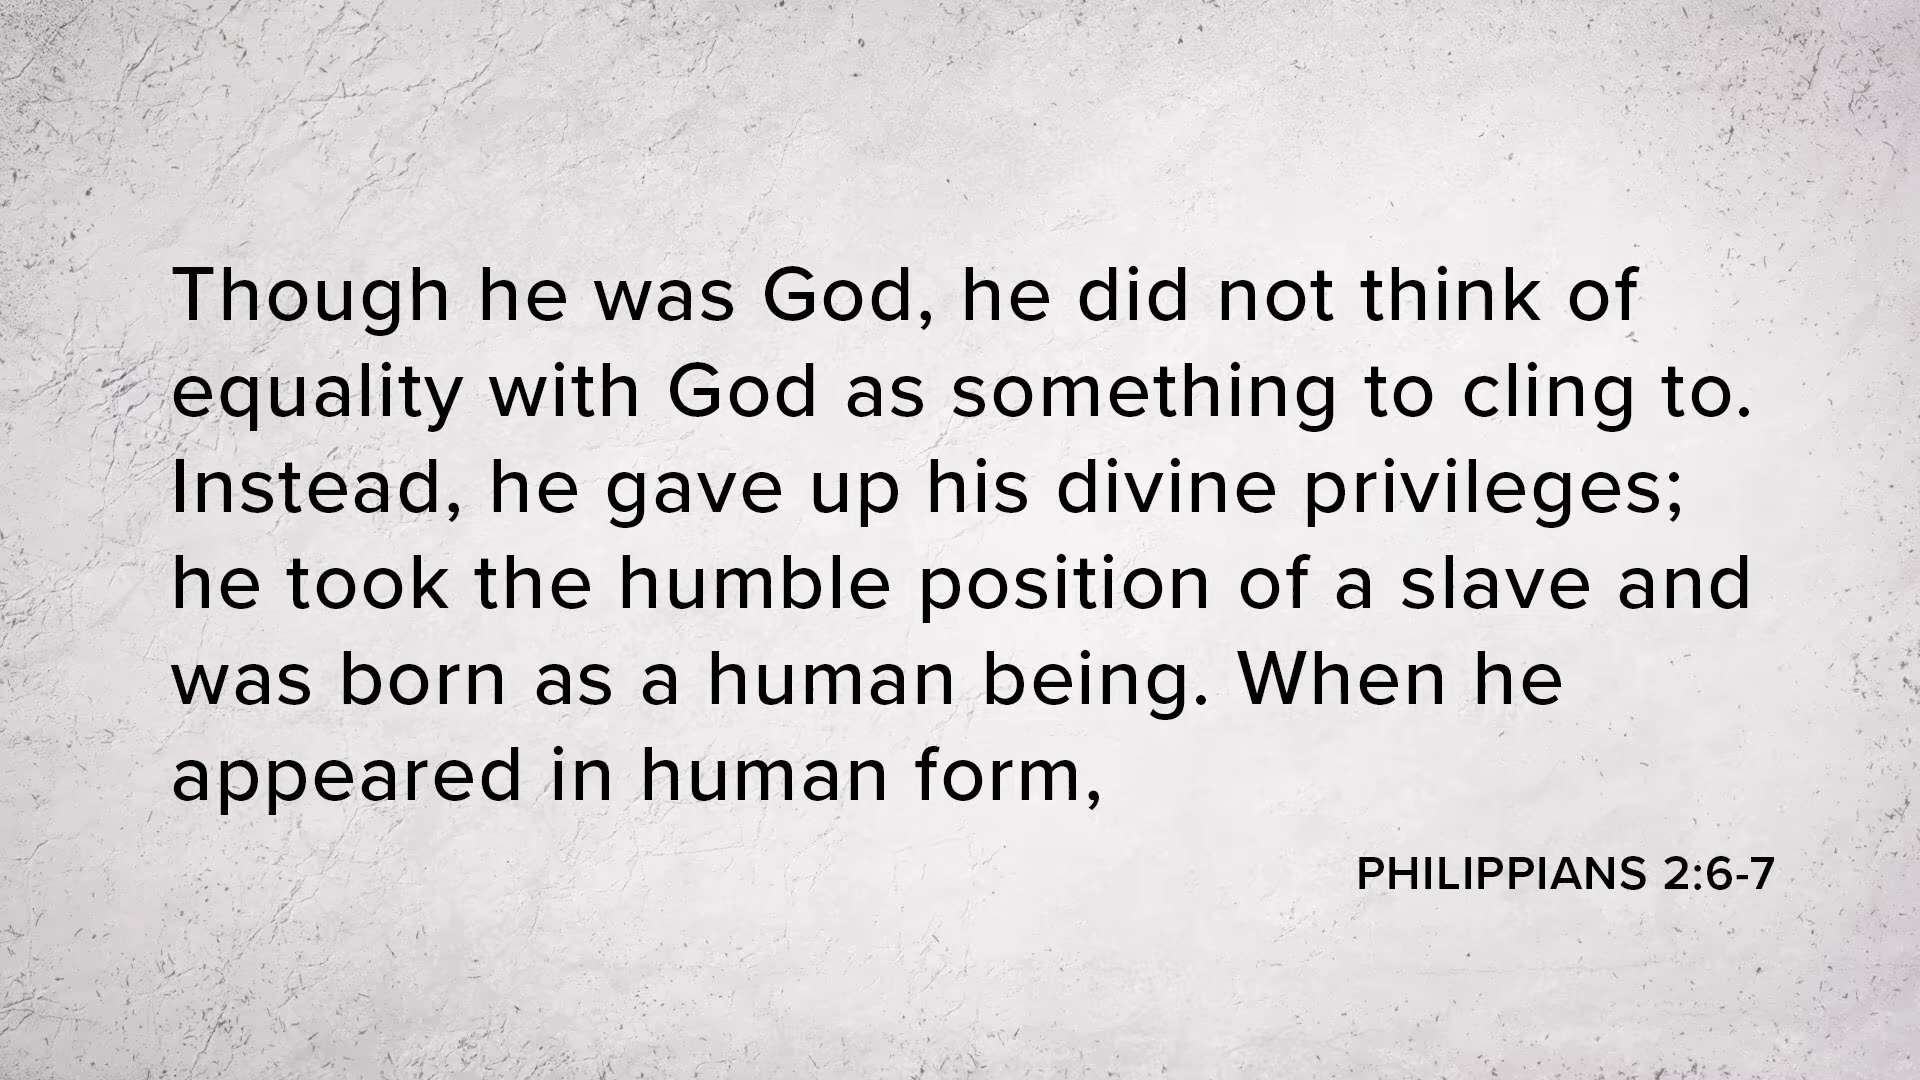 Though he was God, he did not think of
equality with God as something to cling to.
Instead, he gave up his divine privileges;
he took the humble position of a slave and
was born as a human being. When he
appeared in human form,
PHILIPPIANS 2:6-7